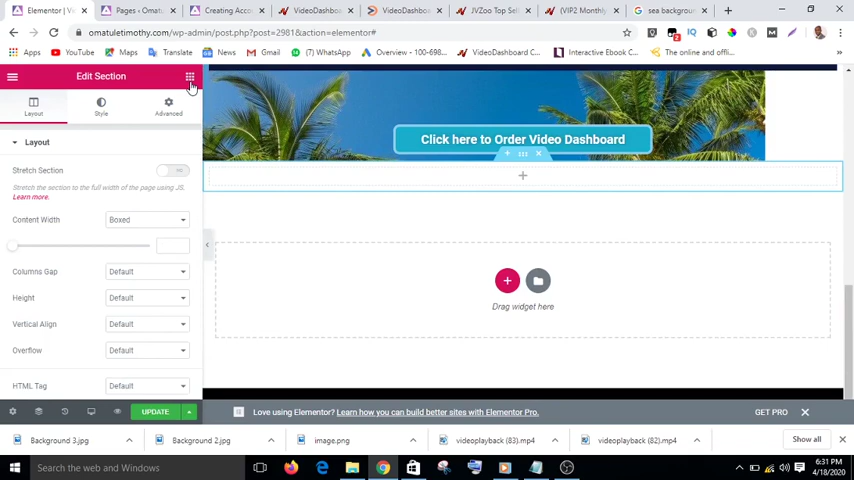 Elementor | Vi
Pages ‹ Omatu
Creating Acco
VideoDashboa
VideoDashboa
JVZoo Top Sel
(VIP2 Monthly
sea backgroun
omatuletimothy.com/wp-admin/post.php?post=2981&action=elementor#
Apps
YouTube
Maps
Translate
News
Gmail
(7) WhatsApp
Overview – 100-698...
VideoDashboard C...
Interactive Ebook C...
The online and offli...
Edit Section
Layout
Style
Advanced
Layout
Stretch Section
Stretch the section to the full width of the page using JS.
Learn more.
Content Width
Boxed
Columns Gap
Default
Height
Default
Vertical Align
Default
Overflow
Default
HTML Tag
Default
UPDATE
Click here to Order Video Dashboard
Drag widget here
Love using Elementor? Learn how you can build better sites with Elementor Pro.
GET PRO
Background 3.jpg
Background 2.jpg
image.png
videoplayback (83).mp4
videoplayback (82).mp4
Show all
Search the web and Windows
6:31 PM
4/18/2020